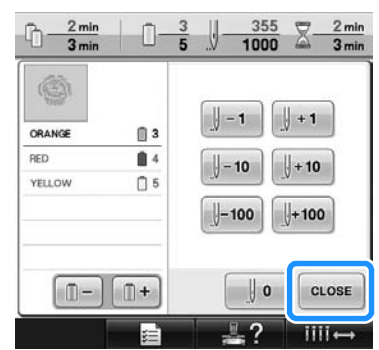 2 min
3 min
3
5
355
1000
2 min
3 min
ORANGE 3
RED 4
YELLOW 5
-1 +1
-10 +10
-100 +100
- + 0 CLOSE
?